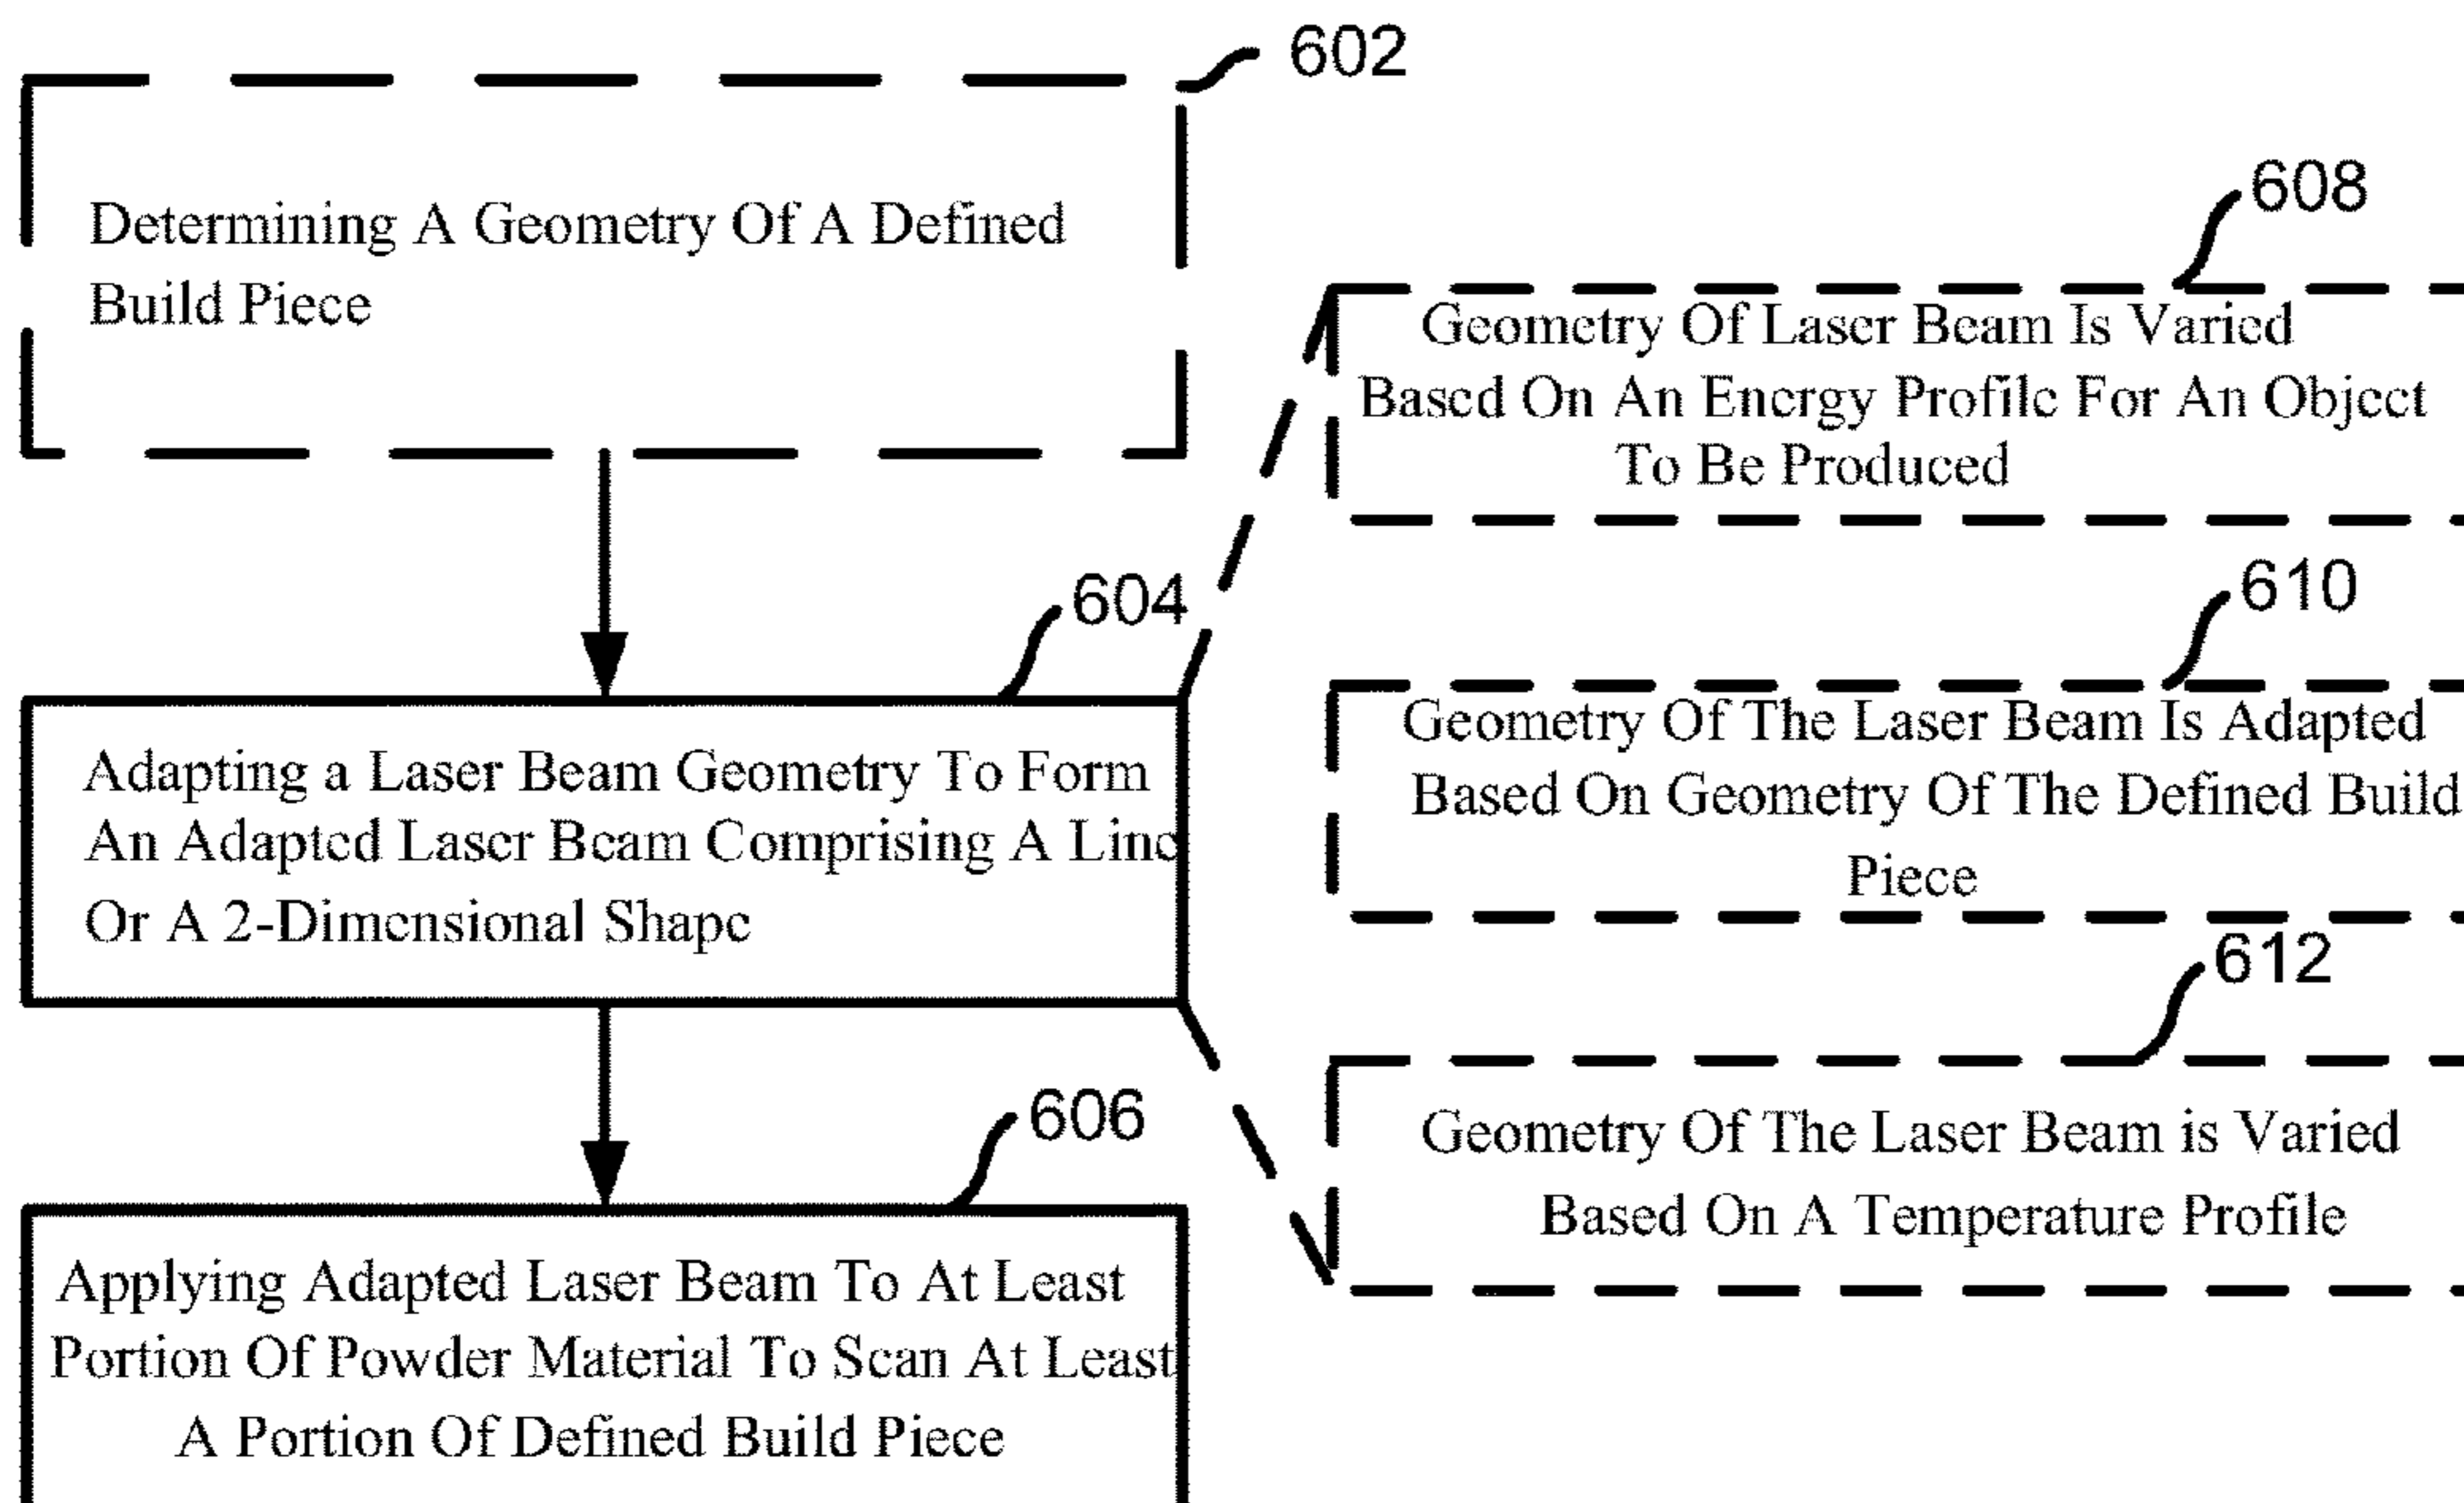 602
Determining A Geometry Of A Defined
Build Piece
604
Adapting a Laser Beam Geometry To Form
An Adapted Laser Beam Comprising A Line
Or A 2-Dimensional Shape
606
Applying Adapted Laser Beam To At Least
Portion Of Powder Material To Scan At Least
A Portion Of Defined Build Piece
608
Geometry Of Laser Beam Is Varied
Based On An Energy Profile For An Object
To Be Produced
610
Geometry Of The Laser Beam Is Adapted
Based On Geometry Of The Defined Build
Piece
612
Geometry Of The Laser Beam is Varied
Based On A Temperature Profile